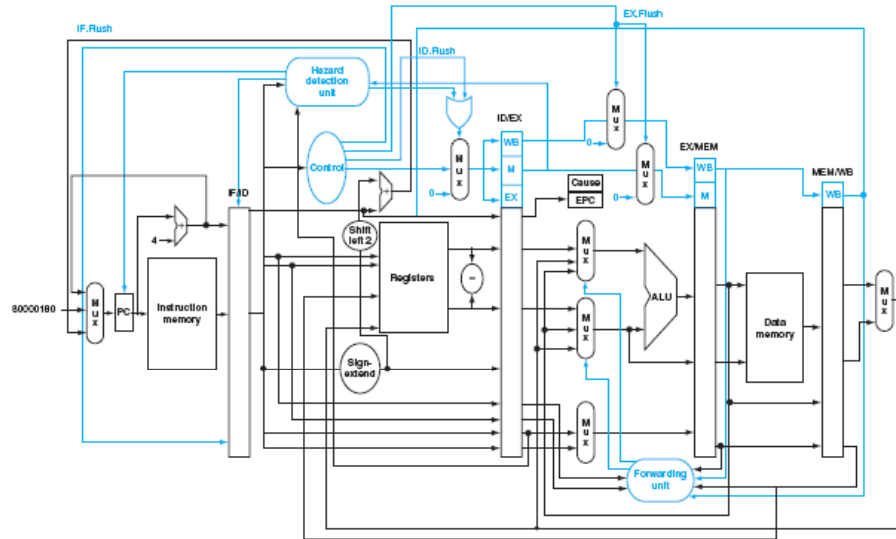 IF.Flush
EX.Flush
ID.Flush
Hazard
detection
unit
Control
M
u
x
0
ID/EX
WB
M
EX
M
u
x
0
M
u
x
0
Cause
EPC
EX/MEM
WB
M
MEM/WB
WB
IF/ID
4
+
+
Shift
left 2
Registers
=
M
u
x
M
u
x
ALU
80000180
M
u
x
PC
Instruction
memory
Data
memory
M
u
x
Sign-
extend
M
u
x
Forwarding
unit